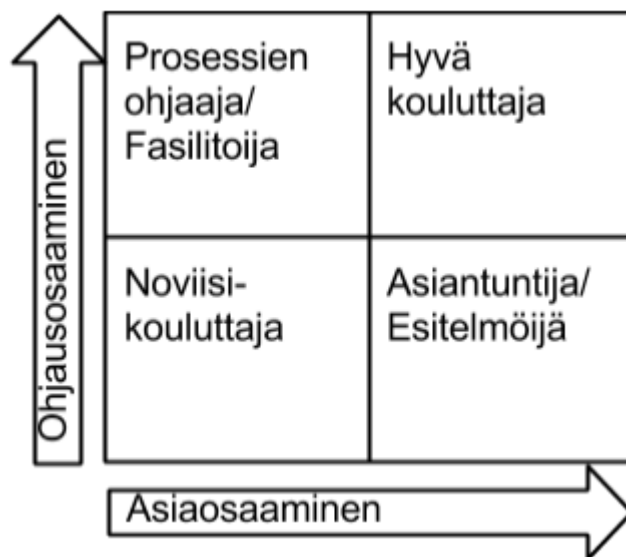 Prosessien
ohjaaja/
Fasilitoija
Hyvä
kouluttaja
Ohjausosaaminen
Noviisi-
kouluttaja
Asiantuntija/
Esitelmöijä
Asiaosaaminen